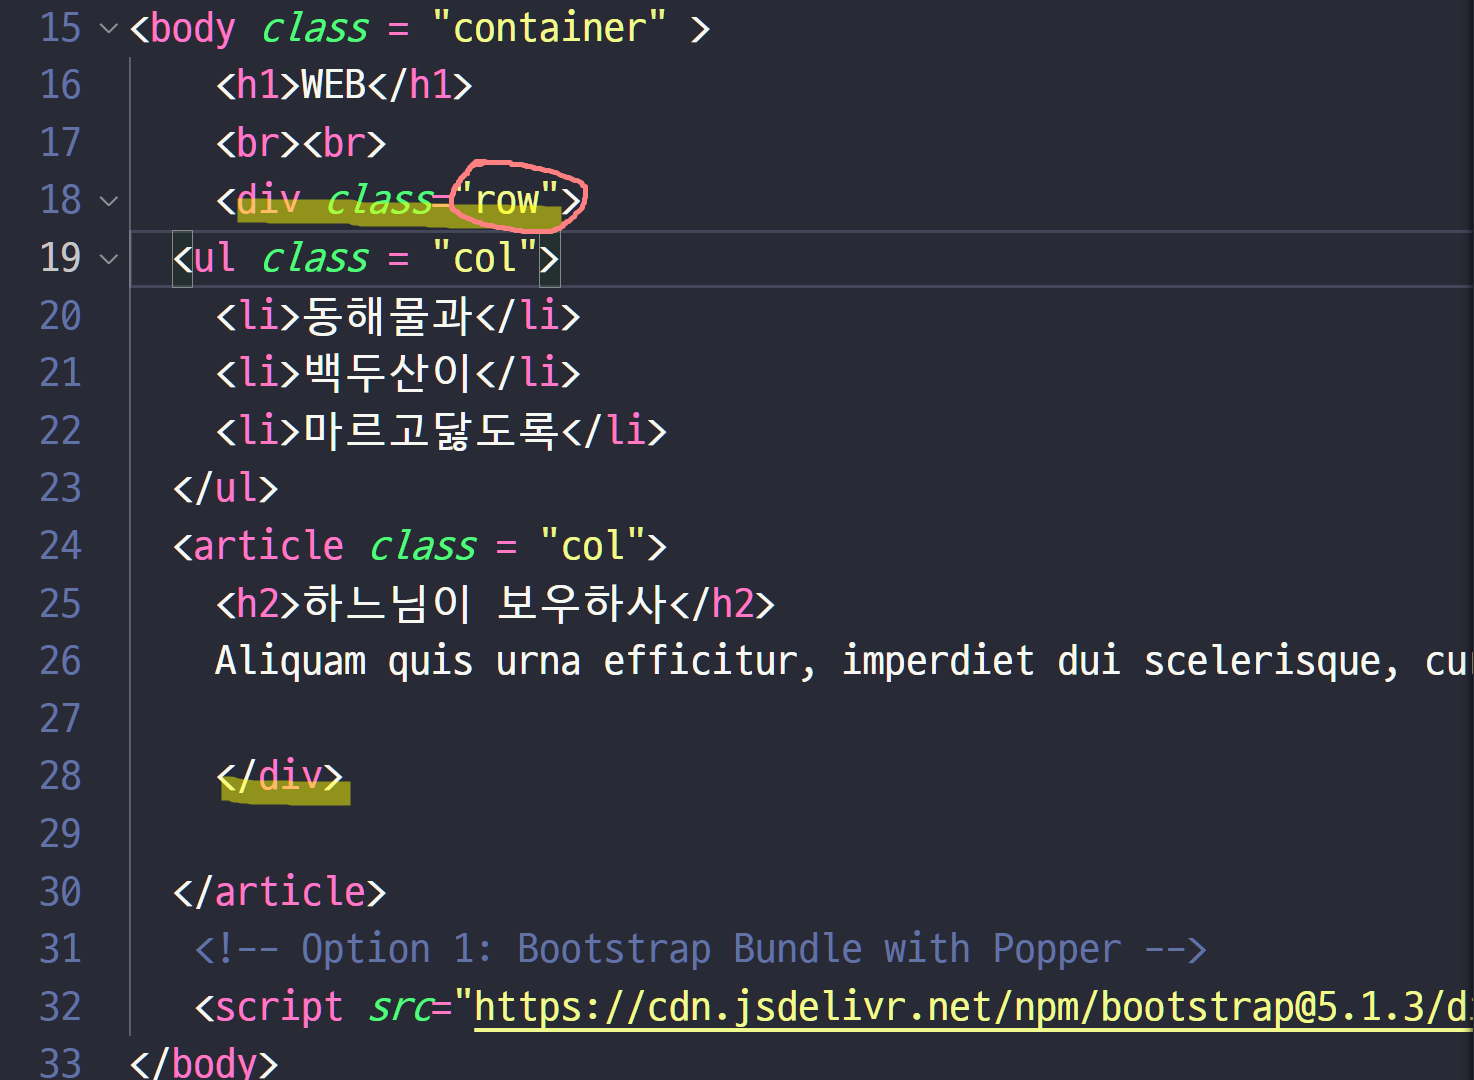 15 <body class = "container" >
16 <h1>WEB</h1>
17 <br><br>
18 <div class="row">
19 <ul class = "col">
20 <li>동해물과</li>
21 <li>백두산이</li>
22 <li>마르고닳도록</li>
23 </ul>
24 <article class = "col">
25 <h2>하느님이 보우하사</h2>
26 Aliquam quis urna efficitur, imperdiet dui scelerisque,
27
28 </div>
29
30 </article>
31 <!-- Option 1: Bootstrap Bundle with Popper -->
32 <script src="https://cdn.jsdelivr.net/npm/bootstrap@5.1.3/di
33 </body>